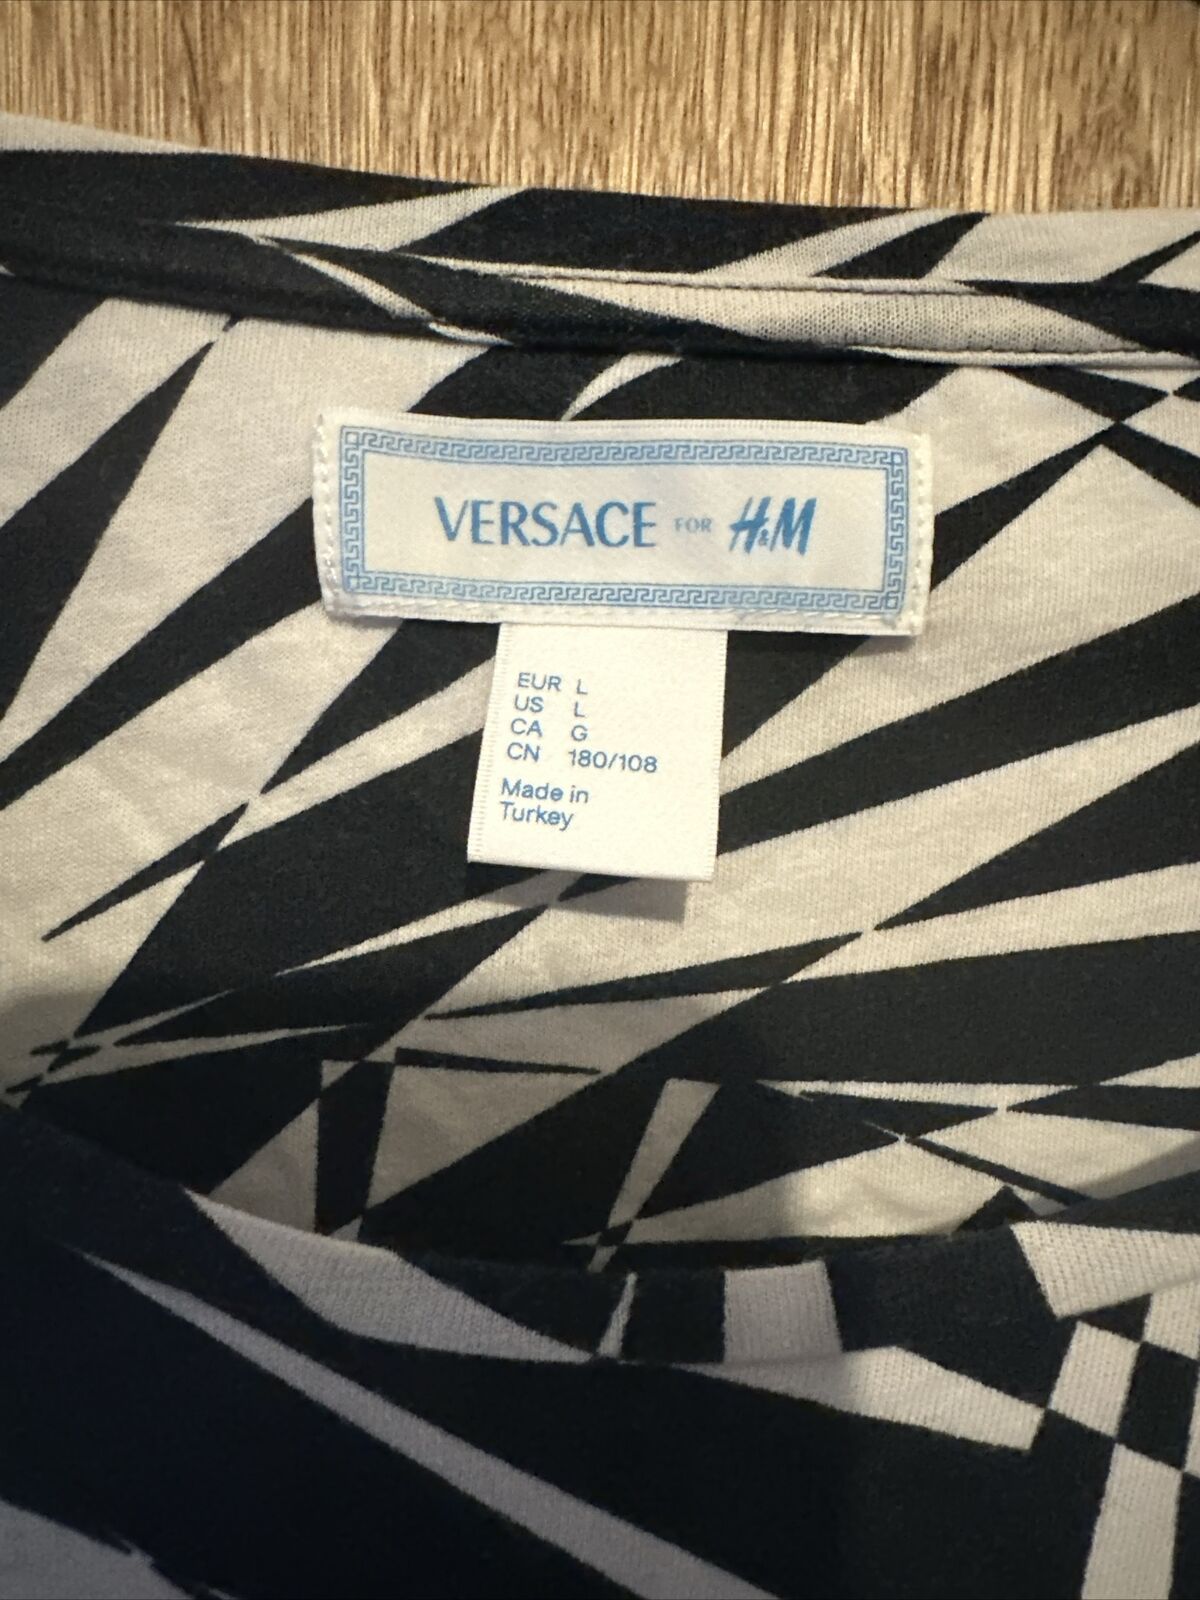 VERSACE FOR H&M
EUR L
US L
CA G
CN 180/108
Made in
Turkey